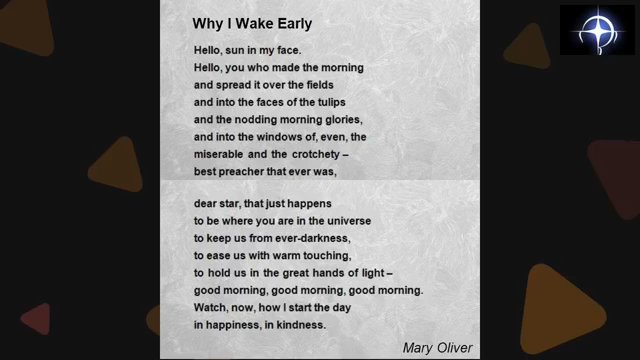 Why I Wake Early
Hello, sun in my face.
Hello, you who made the morning
and spread it over the fields
and into the faces of the tulips
and the nodding morning glories,
and into the windows of, even, the
miserable and the crotchety –
best preacher that ever was,
dear star, that just happens
to be where you are in the universe
to keep us from ever-darkness,
to ease us with warm touching,
to hold us in the great hands of light –
good morning, good morning, good morning.
Watch, now, how I start the day
in happiness, in kindness.
Mary Oliver